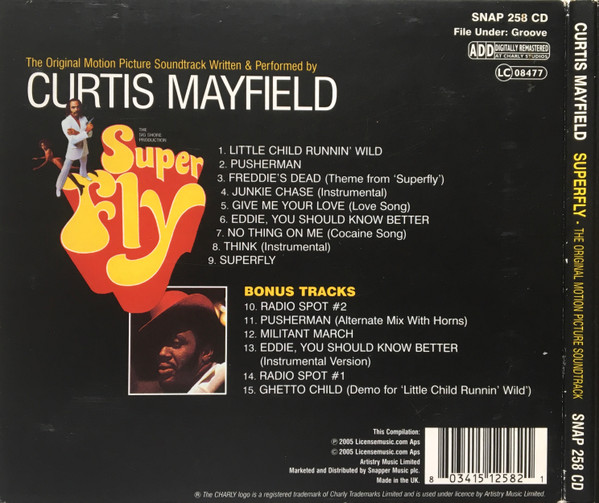 SNAP 258 CD
File Under: Groove
ADD DIGITALLY REMASTERED
AT CHARLY STUDIOS
LC 08477
The Original Motion Picture Soundtrack Written & Performed by
CURTIS MAYFIELD
THE
SIG SHORE
PRODUCTION
Super
Fly
1. LITTLE CHILD RUNNIN' WILD
2. PUSHERMAN
3. FREDDIE'S DEAD (Theme from 'Superfly')
4. JUNKIE CHASE (Instrumental)
5. GIVE ME YOUR LOVE (Love Song)
6. EDDIE, YOU SHOULD KNOW BETTER
7. NO THING ON ME (Cocaine Song)
8. THINK (Instrumental)
9. SUPERFLY
BONUS TRACKS
10. RADIO SPOT #2
11. PUSHERMAN (Alternate Mix With Horns)
12. MILITANT MARCH
13. EDDIE, YOU SHOULD KNOW BETTER
(Instrumental Version)
14. RADIO SPOT #1
15. GHETTO CHILD (Demo for 'Little Child Runnin' Wild')
This Compilation:
℗ 2005 Licensemusic.com Aps
© 2005 Licensemusic.com Aps
Artistry Music Limited
Marketed and Distributed by Snapper Music plc.
Made in the UK.
8 03415 12582 1
® The CHARLY logo is a registered trademark of Charly Trademarks Limited and is used under licence by Artistry Music Limited.
CURTIS MAYFIELD SUPERFLY • THE ORIGINAL MOTION PICTURE SOUNDTRACK SNAP 258 CD